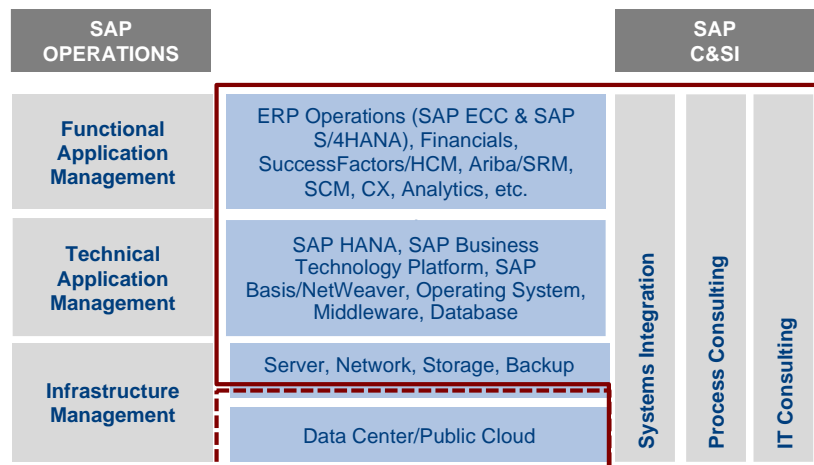 SAP
OPERATIONS
SAP
C&SI
Functional
Application
Management
ERP Operations (SAP ECC & SAP
S/4HANA), Financials,
SuccessFactors/HCM, Ariba/SRM,
SCM, CX, Analytics, etc.
Technical
Application
Management
SAP HANA, SAP Business
Technology Platform, SAP
Basis/NetWeaver, Operating System,
Middleware, Database
Infrastructure
Management
Server, Network, Storage, Backup
Data Center/Public Cloud
Systems Integration
Process Consulting
IT Consulting